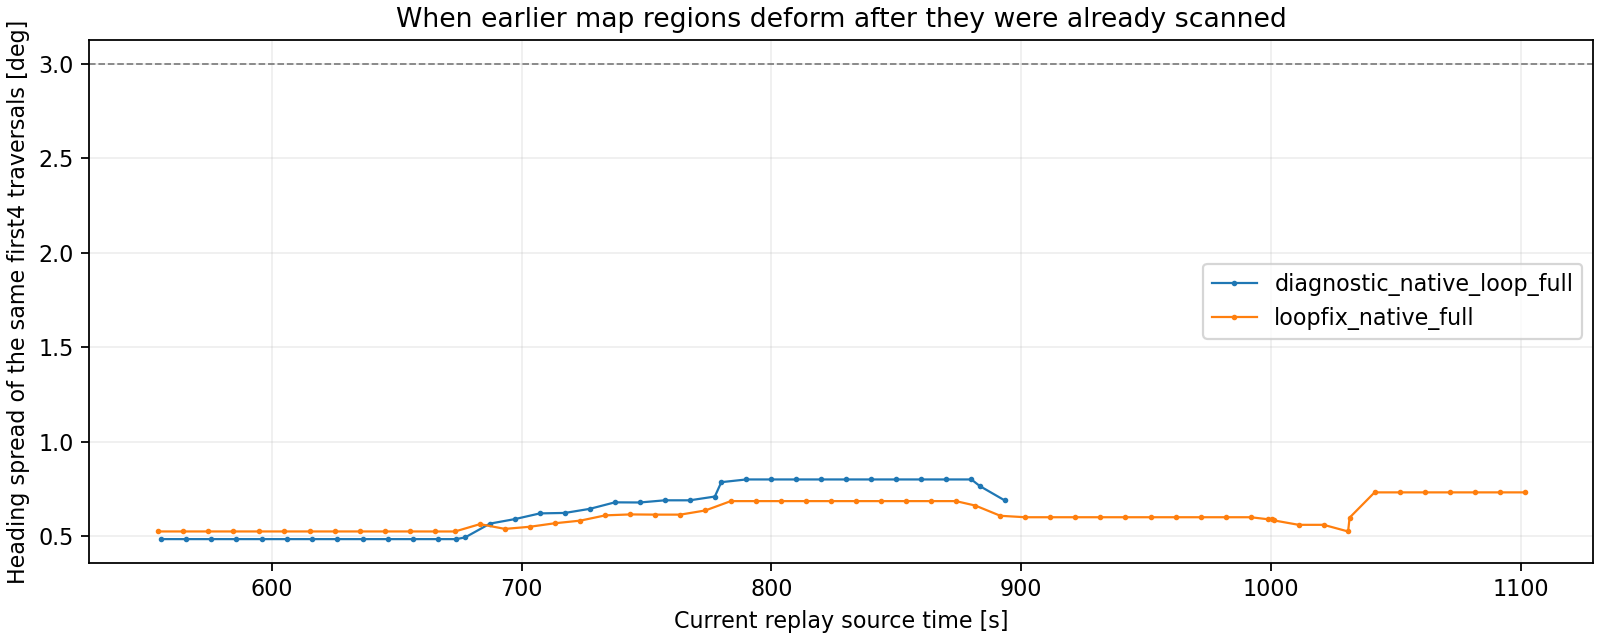 When earlier map regions deform after they were already scanned
Heading spread of the same first4 traversals [deg]
3.0
2.5
2.0
1.5
1.0
0.5
diagnostic_native_loop_full
loopfix_native_full
600
700
800
900
1000
1100
Current replay source time [s]